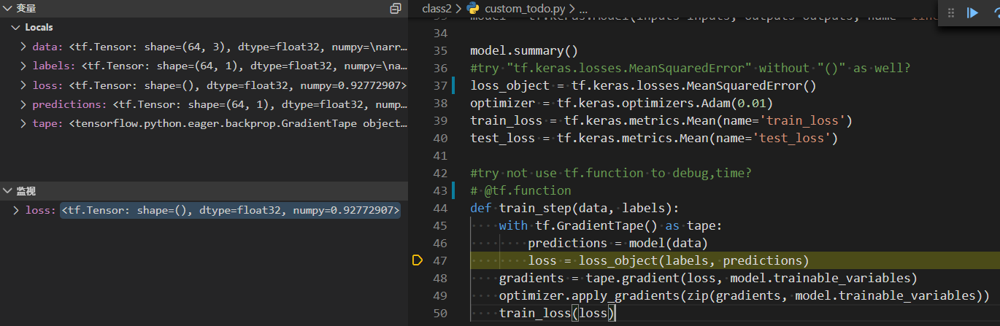 变量
Locals
data: <tf.Tensor: shape=(64, 3), dtype=float32, numpy=\narr...
labels: <tf.Tensor: shape=(64, 1), dtype=float32, numpy=\na...
loss: <tf.Tensor: shape=(), dtype=float32, numpy=0.92772907>
predictions: <tf.Tensor: shape=(64, 1), dtype=float32, nump...
tape: <tensorflow.python.eager.backprop.GradientTape object...
监视
loss: <tf.Tensor: shape=(), dtype=float32, numpy=0.92772907>
class2 > custom_todo.py > ...
34
35 model.summary()
36 #try "tf.keras.losses.MeanSquaredError" without "()" as well?
37 loss_object = tf.keras.losses.MeanSquaredError()
38 optimizer = tf.keras.optimizers.Adam(0.01)
39 train_loss = tf.keras.metrics.Mean(name='train_loss')
40 test_loss = tf.keras.metrics.Mean(name='test_loss')
41
42 #try not use tf.function to debug,time?
43 # @tf.function
44 def train_step(data, labels):
45 with tf.GradientTape() as tape:
46 predictions = model(data)
47 loss = loss_object(labels, predictions)
48 gradients = tape.gradient(loss, model.trainable_variables)
49 optimizer.apply_gradients(zip(gradients, model.trainable_variables))
50 train_loss(loss)